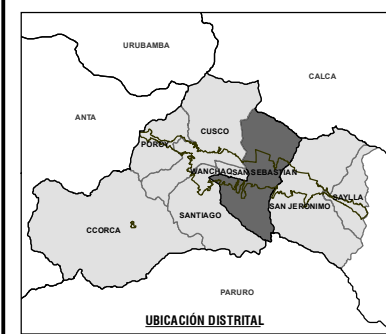 URUBAMBA
CALCA
ANTA
CUSCO
POROY
WANCHAQ
SAN SEBASTIAN
SAYLLA
SAN JERONIMO
SANTIAGO
CCORCA
PARURO
UBICACIÓN DISTRITAL